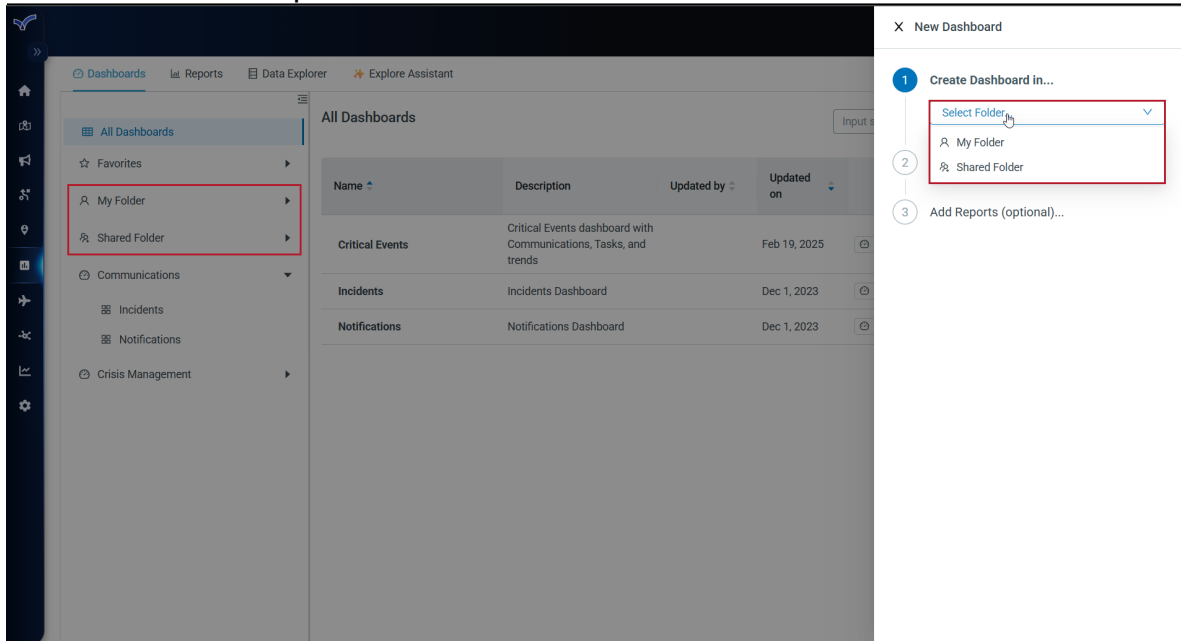 New Dashboard
Dashboards Reports Data Explorer Explore Assistant
All Dashboards
Favorites
My Folder
Shared Folder
Communications
Incidents
Notifications
Crisis Management
All Dashboards
Input s
Name Description Updated by Updated on
Critical Events Critical Events dashboard with Communications, Tasks, and trends Feb 19, 2025
Incidents Incidents Dashboard Dec 1, 2023
Notifications Notifications Dashboard Dec 1, 2023
1 Create Dashboard in...
Select Folder
My Folder
Shared Folder
2
3 Add Reports (optional)...